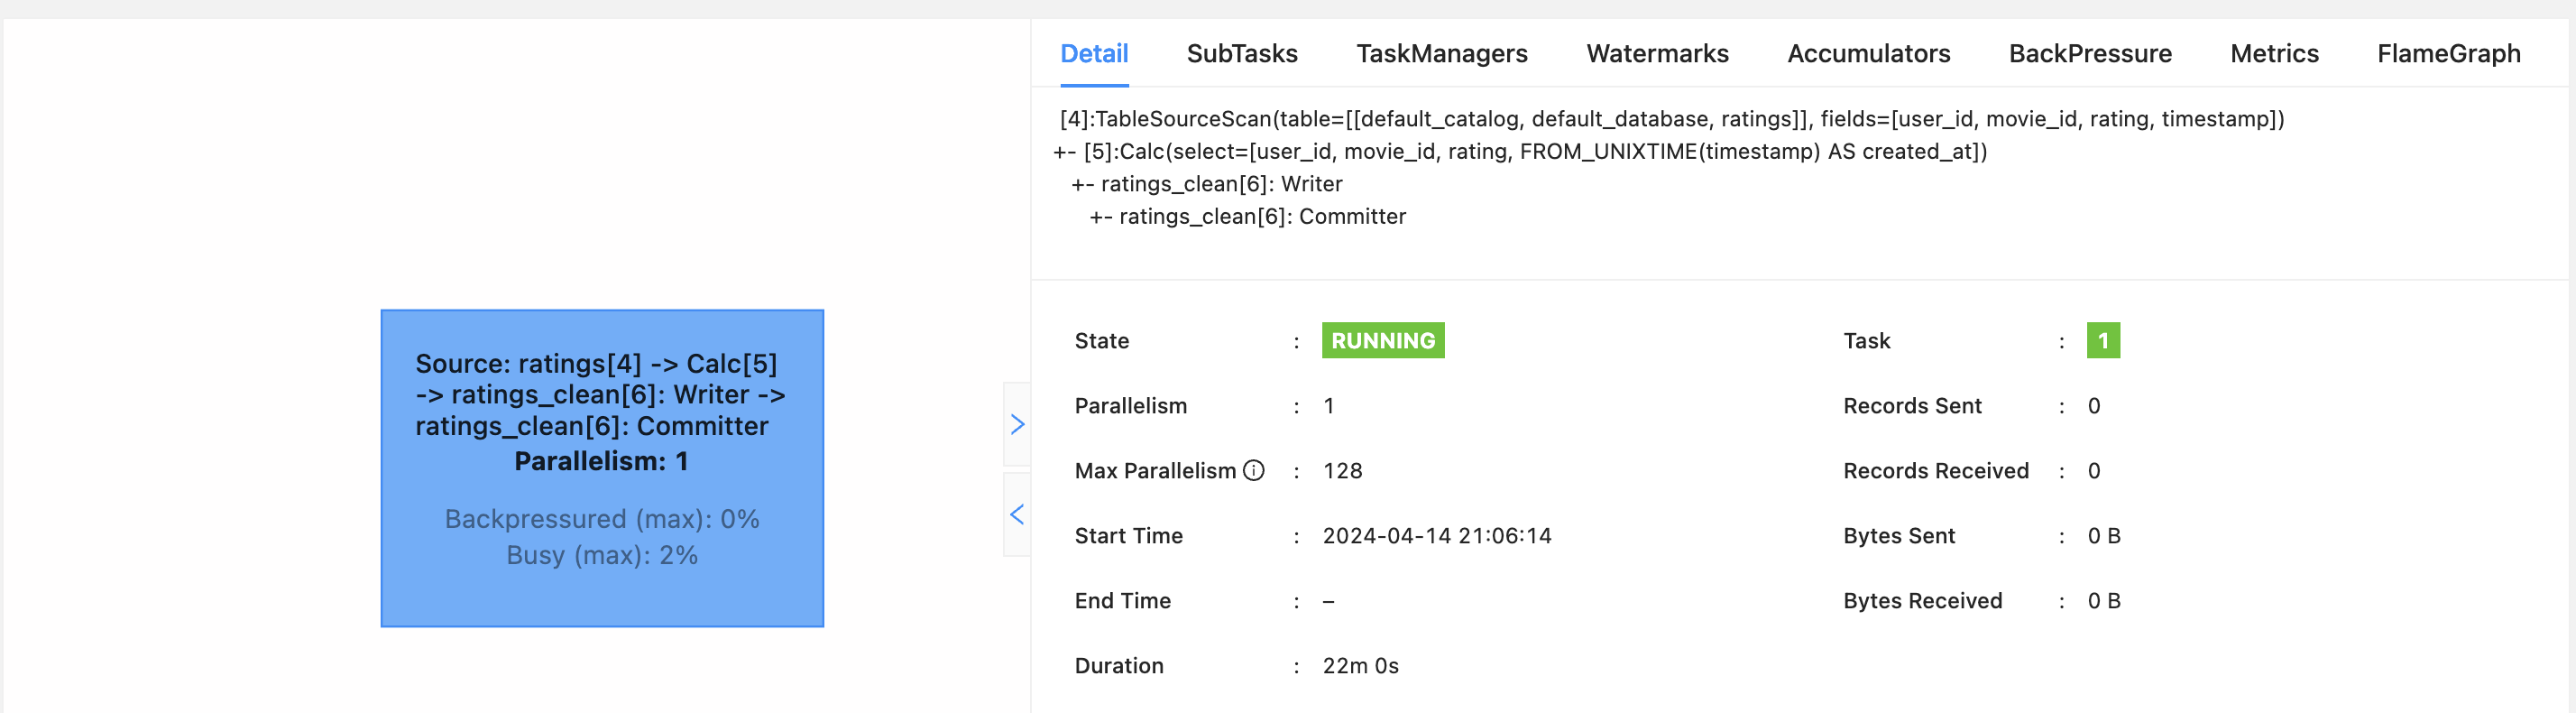 Source: ratings[4] -> Calc[5]
-> ratings_clean[6]: Writer ->
ratings_clean[6]: Committer
Parallelism: 1
Backpressured (max): 0%
Busy (max): 2%
Detail SubTasks TaskManagers Watermarks Accumulators BackPressure Metrics FlameGraph
[4]:TableSourceScan(table=[[default_catalog, default_database, ratings]], fields=[user_id, movie_id, rating, timestamp])
+- [5]:Calc(select=[user_id, movie_id, rating, FROM_UNIXTIME(timestamp) AS created_at])
+- ratings_clean[6]: Writer
+- ratings_clean[6]: Committer
State : RUNNING Task : 1
Parallelism : 1 Records Sent : 0
Max Parallelism : 128 Records Received : 0
Start Time : 2024-04-14 21:06:14 Bytes Sent : 0 B
End Time : – Bytes Received : 0 B
Duration : 22m 0s